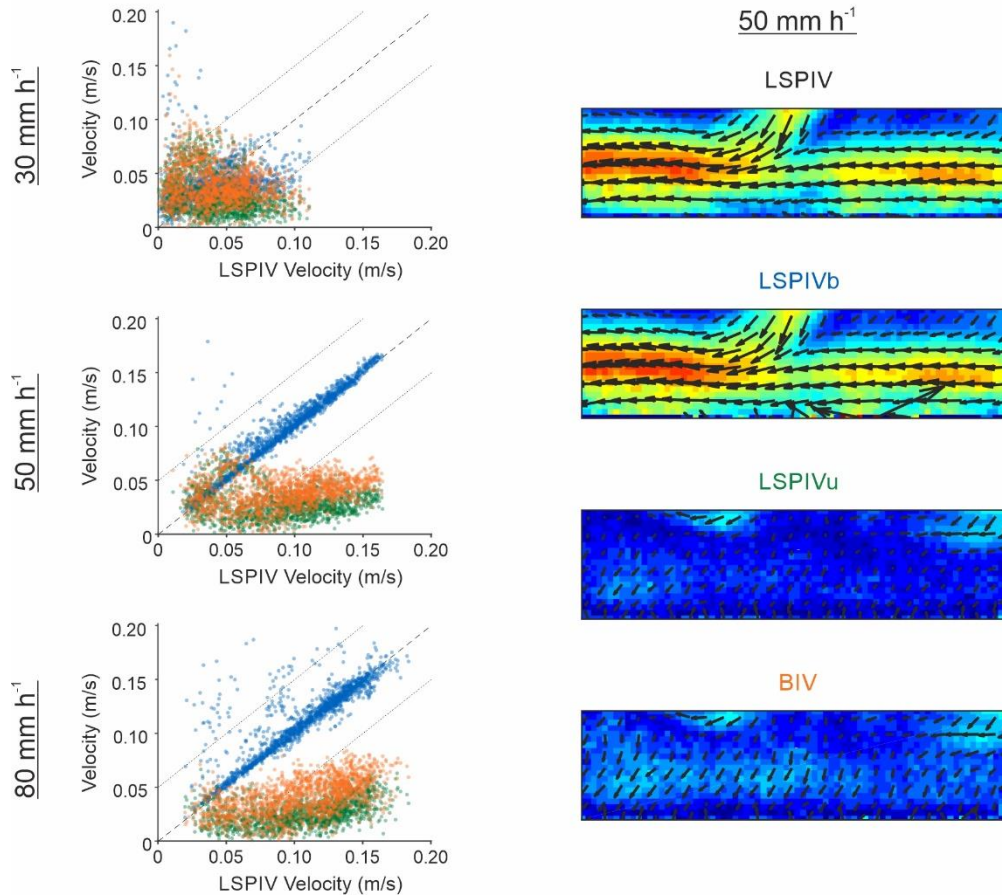 30 mm h⁻¹
Velocity (m/s)
0.20
0.15
0.10
0.05
0
0 0.05 0.10 0.15 0.20
LSPIV Velocity (m/s)
50 mm h⁻¹
Velocity (m/s)
0.20
0.15
0.10
0.05
0
0 0.05 0.10 0.15 0.20
LSPIV Velocity (m/s)
80 mm h⁻¹
Velocity (m/s)
0.20
0.15
0.10
0.05
0
0 0.05 0.10 0.15 0.20
LSPIV Velocity (m/s)
50 mm h⁻¹
LSPIV
LSPIVb
LSPIVu
BIV